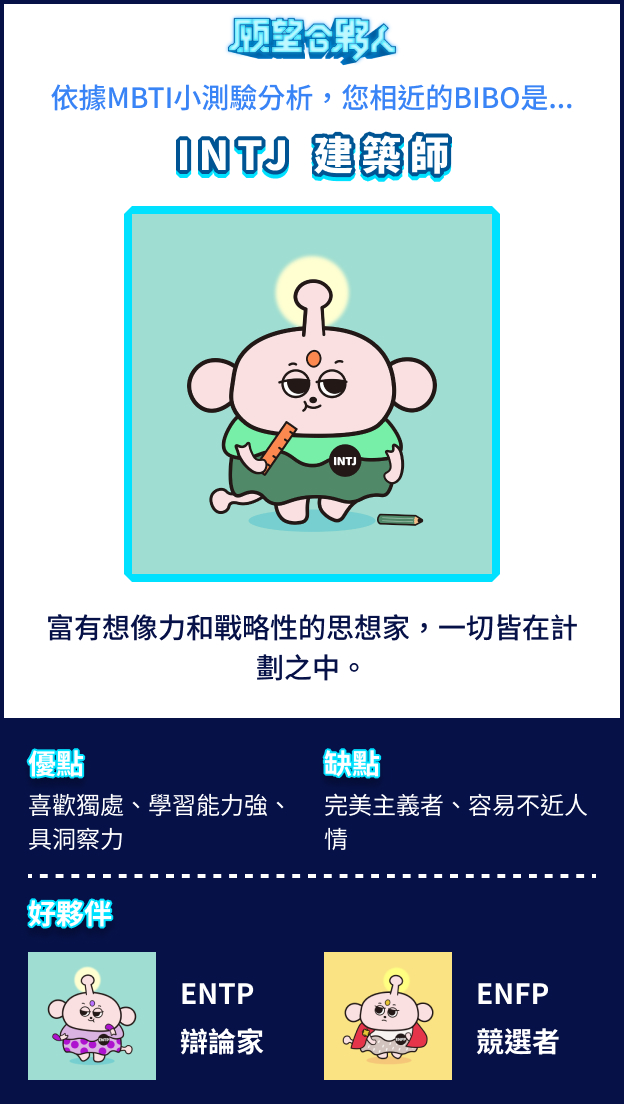 願望合夥人
依據MBTI小測驗分析，您相近的BIBO是...
INTJ 建築師
INTJ
富有想像力和戰略性的思想家，一切皆在計
劃之中。
優點
缺點
喜歡獨處、學習能力強、
具洞察力
完美主義者、容易不近人
情
好夥伴
ENTP
辯論家
ENTP
ENFP
競選者
ENFP